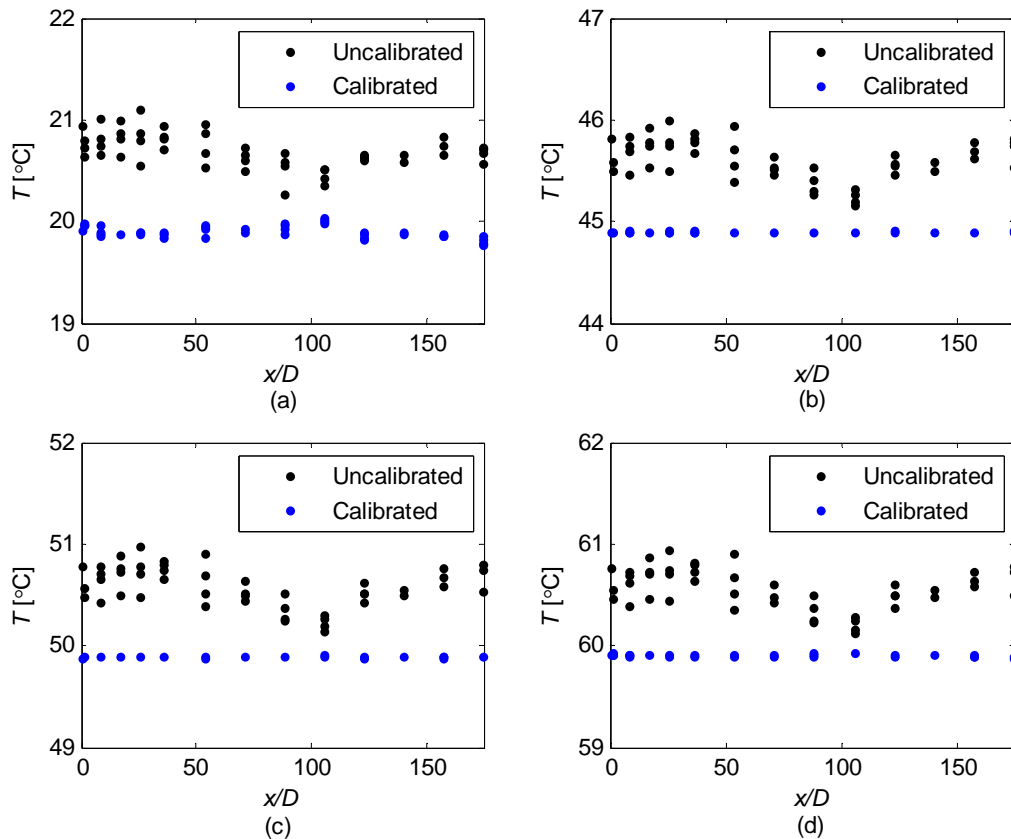 22
21
20
19
T [°C]
Uncalibrated
Calibrated
0 50 100 150
x/D
(a)
47
46
45
44
T [°C]
Uncalibrated
Calibrated
0 50 100 150
x/D
(b)
52
51
50
49
T [°C]
Uncalibrated
Calibrated
0 50 100 150
x/D
(c)
62
61
60
59
T [°C]
Uncalibrated
Calibrated
0 50 100 150
x/D
(d)